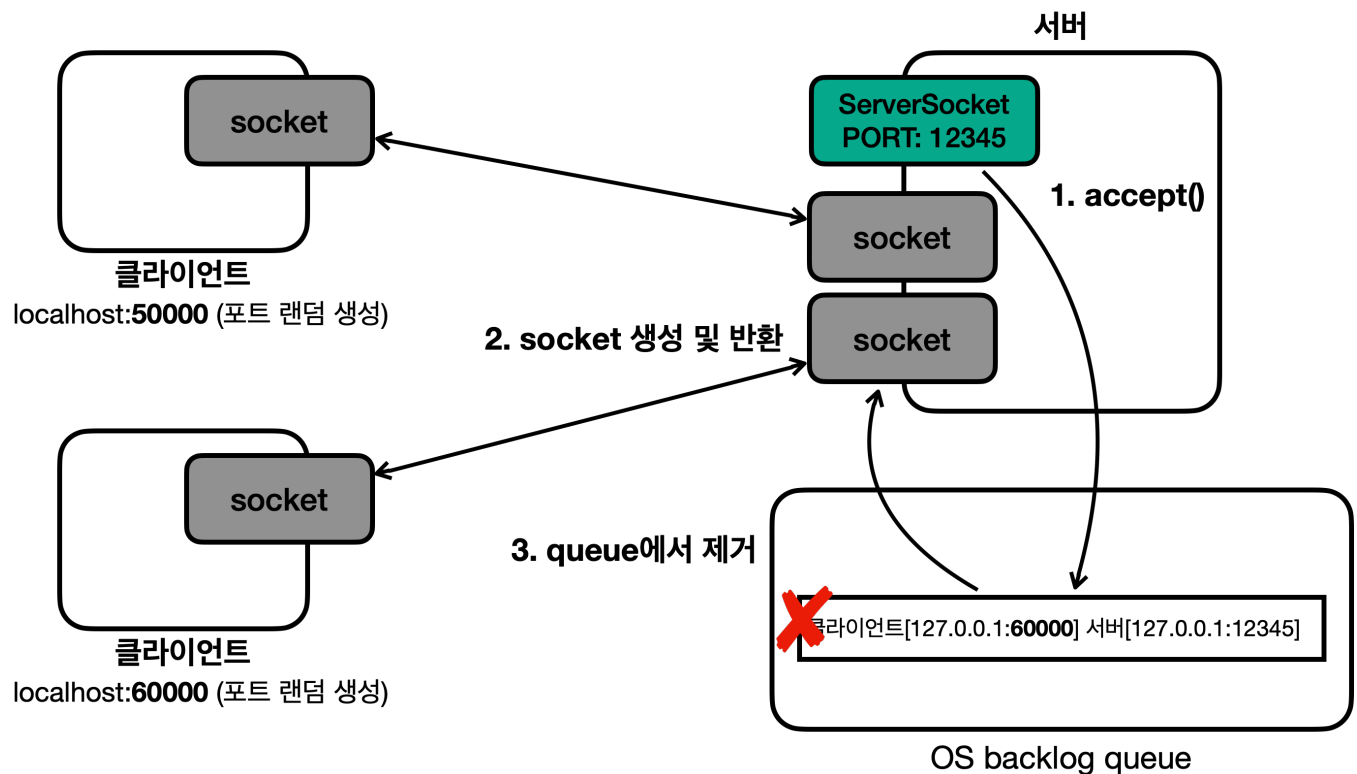 서버
socket
ServerSocket
PORT: 12345
1. accept()
socket
클라이언트
localhost:50000 (포트 랜덤 생성)
2. socket 생성 및 반환
socket
socket
3. queue에서 제거
클라이언트[127.0.0.1:60000] 서버[127.0.0.1:12345]
클라이언트
localhost:60000 (포트 랜덤 생성)
OS backlog queue